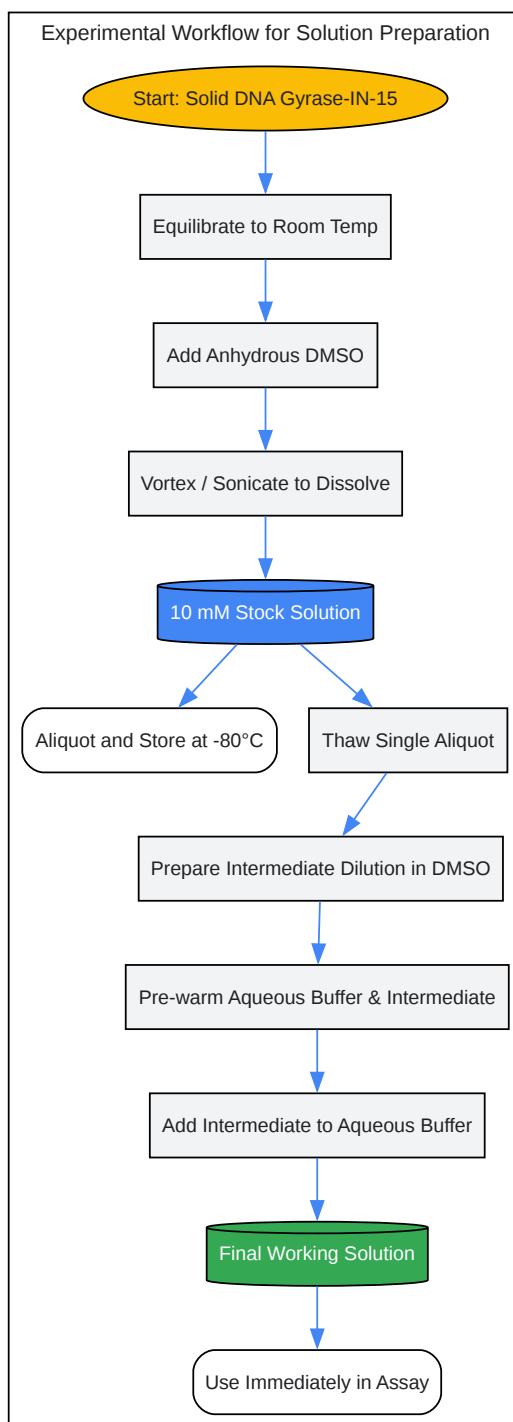 Experimental Workflow for Solution Preparation
Start: Solid DNA Gyrase-IN-15
Equilibrate to Room Temp
Add Anhydrous DMSO
Vortex / Sonicate to Dissolve
10 mM Stock Solution
Aliquot and Store at -80°C
Thaw Single Aliquot
Prepare Intermediate Dilution in DMSO
Pre-warm Aqueous Buffer & Intermediate
Add Intermediate to Aqueous Buffer
Final Working Solution
Use Immediately in Assay